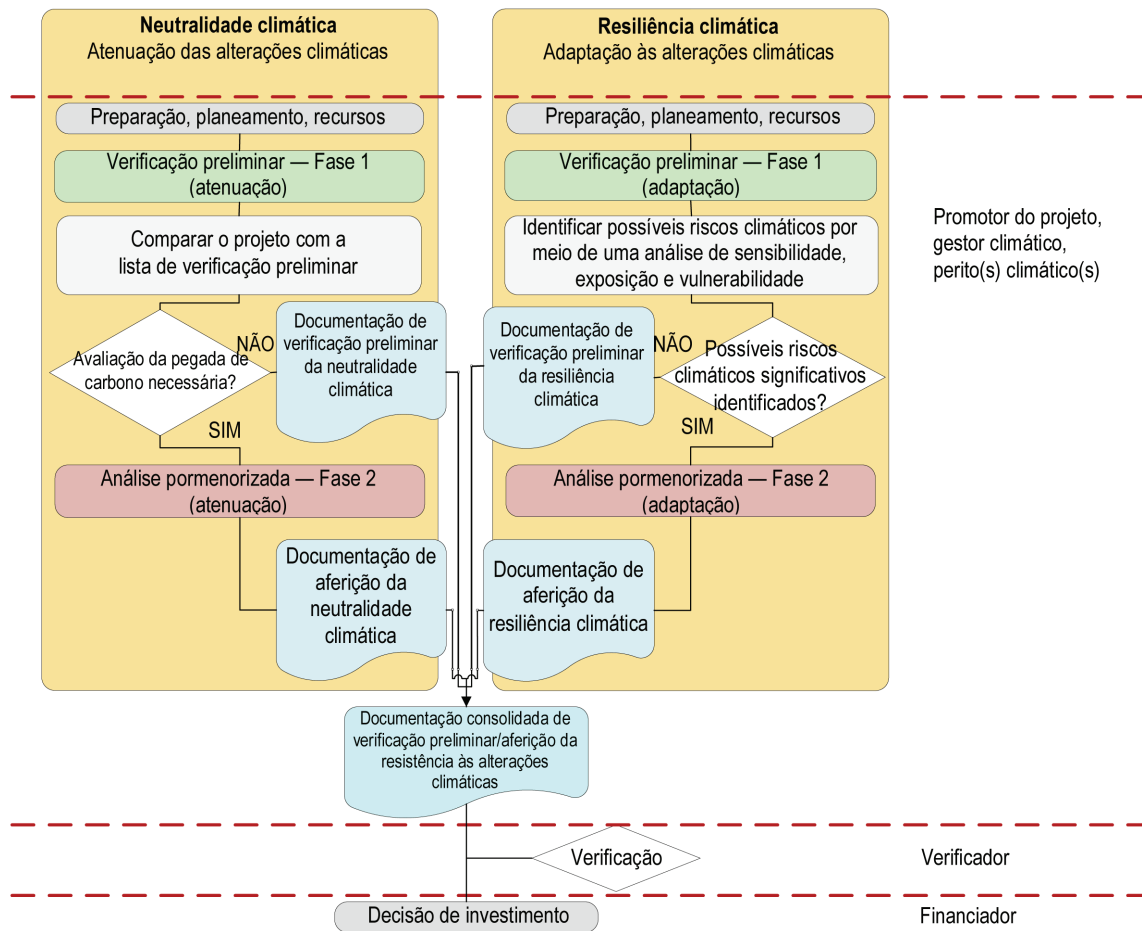 Neutralidade climática
Atenuação das alterações climáticas
Preparação, planeamento, recursos
Verificação preliminar — Fase 1
(atenuação)
Comparar o projeto com a
lista de verificação preliminar
Avaliação da pegada de
carbono necessária?
NÃO
Documentação de
verificação preliminar
da neutralidade
climática
SIM
Análise pormenorizada — Fase 2
(atenuação)
Documentação de
aferição da
neutralidade
climática
Resiliência climática
Adaptação às alterações climáticas
Preparação, planeamento, recursos
Verificação preliminar — Fase 1
(adaptação)
Identificar possíveis riscos climáticos por
meio de uma análise de sensibilidade,
exposição e vulnerabilidade
Possíveis riscos
climáticos significativos
identificados?
NÃO
Documentação de
verificação preliminar
da resiliência
climática
SIM
Análise pormenorizada — Fase 2
(adaptação)
Documentação de
aferição da
resiliência climática
Promotor do projeto,
gestor climático,
perito(s) climático(s)
Documentação consolidada de
verificação preliminar/aferição da
resistência às alterações
climáticas
Verificação
Verificador
Decisão de investimento
Financiador